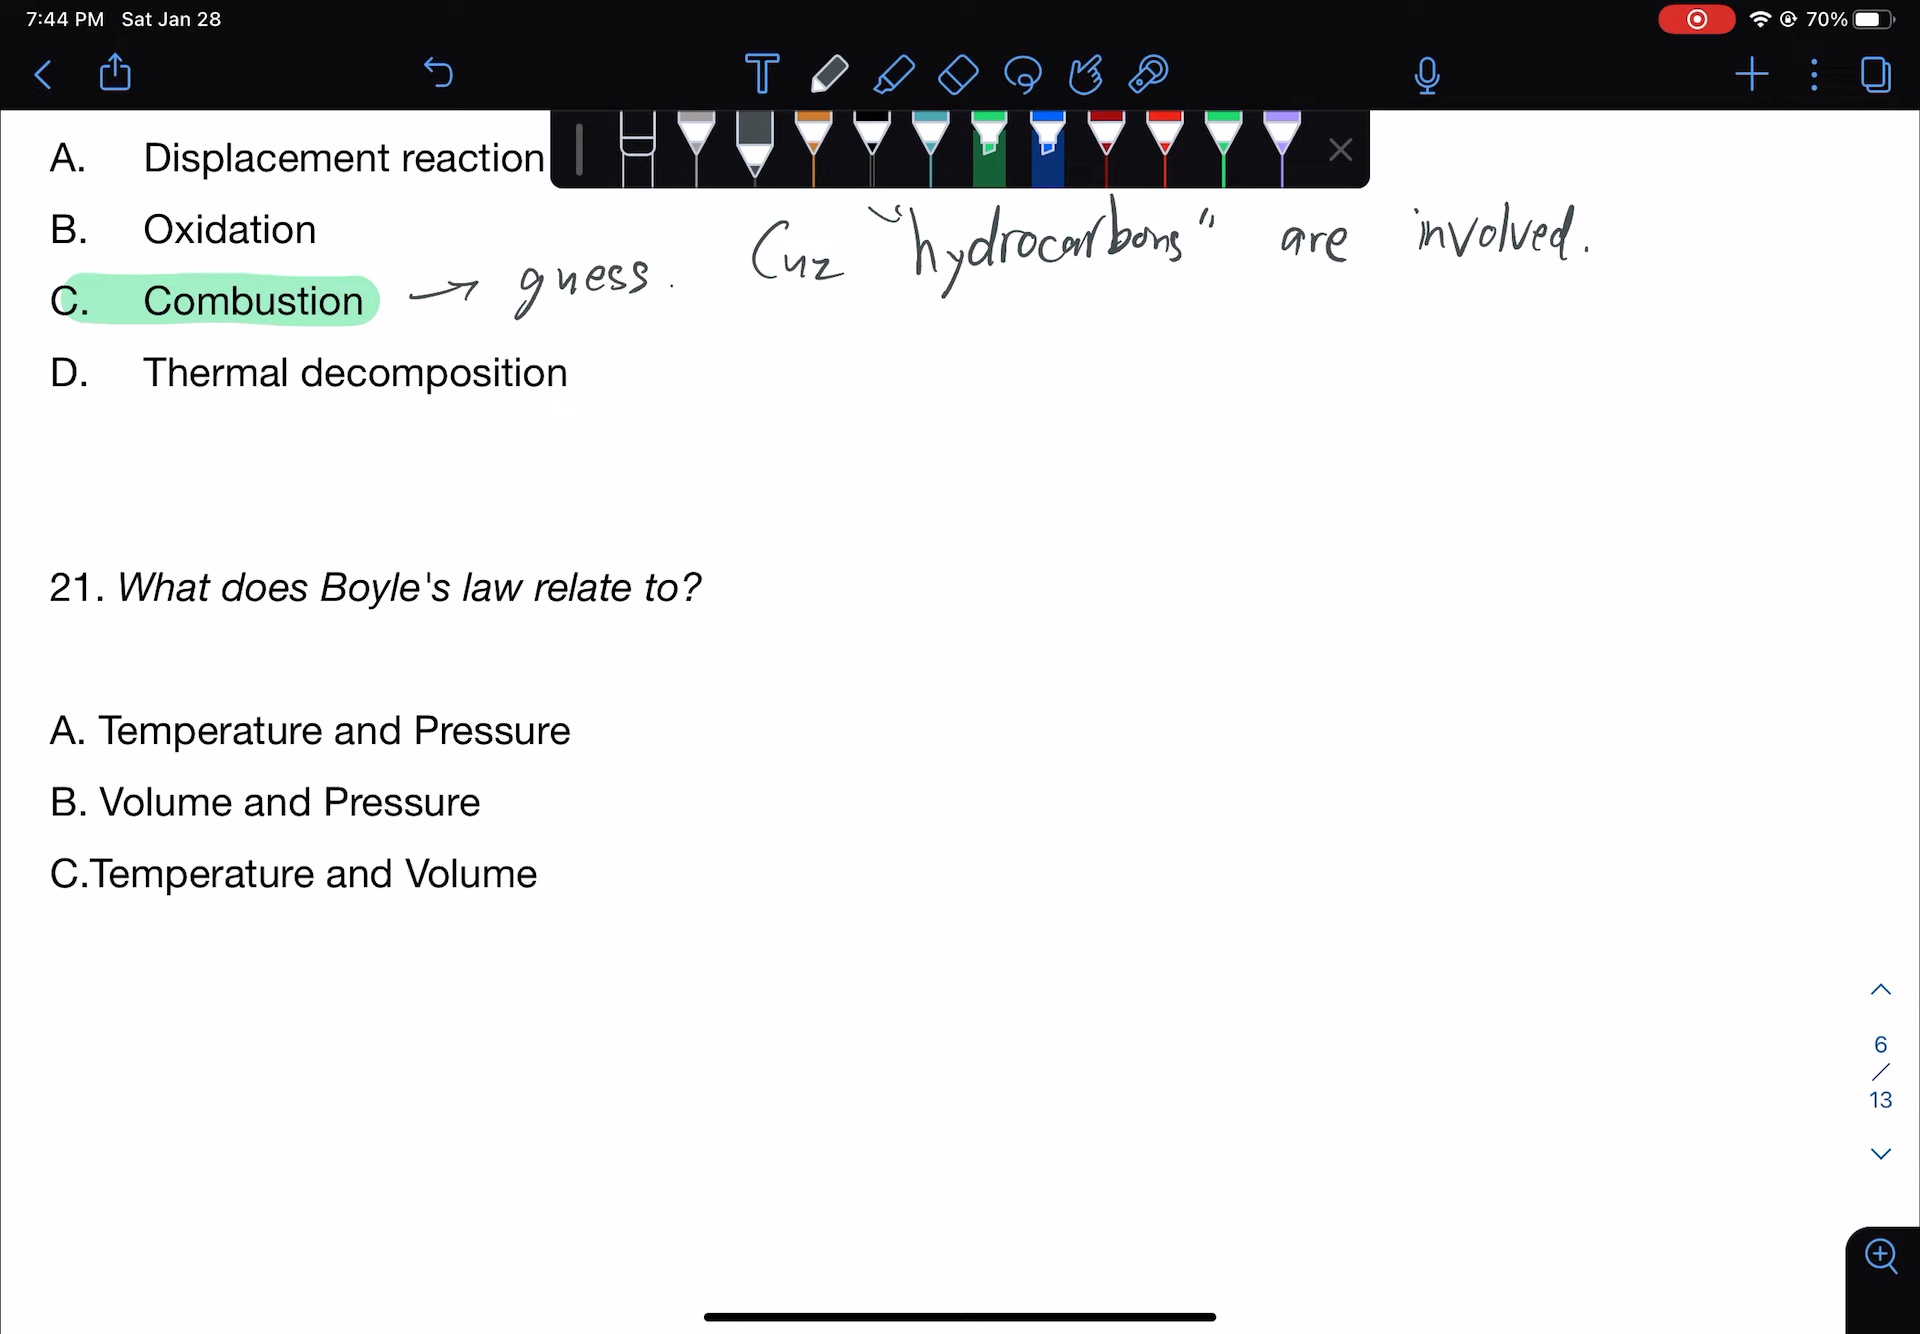 7:44 PM Sat Jan 28
70%
A. Displacement reaction
B. Oxidation
Cuz "hydrocarbons" are involved.
C. Combustion → guess.
D. Thermal decomposition
21. What does Boyle's law relate to?
A. Temperature and Pressure
B. Volume and Pressure
C.Temperature and Volume
6
/
13